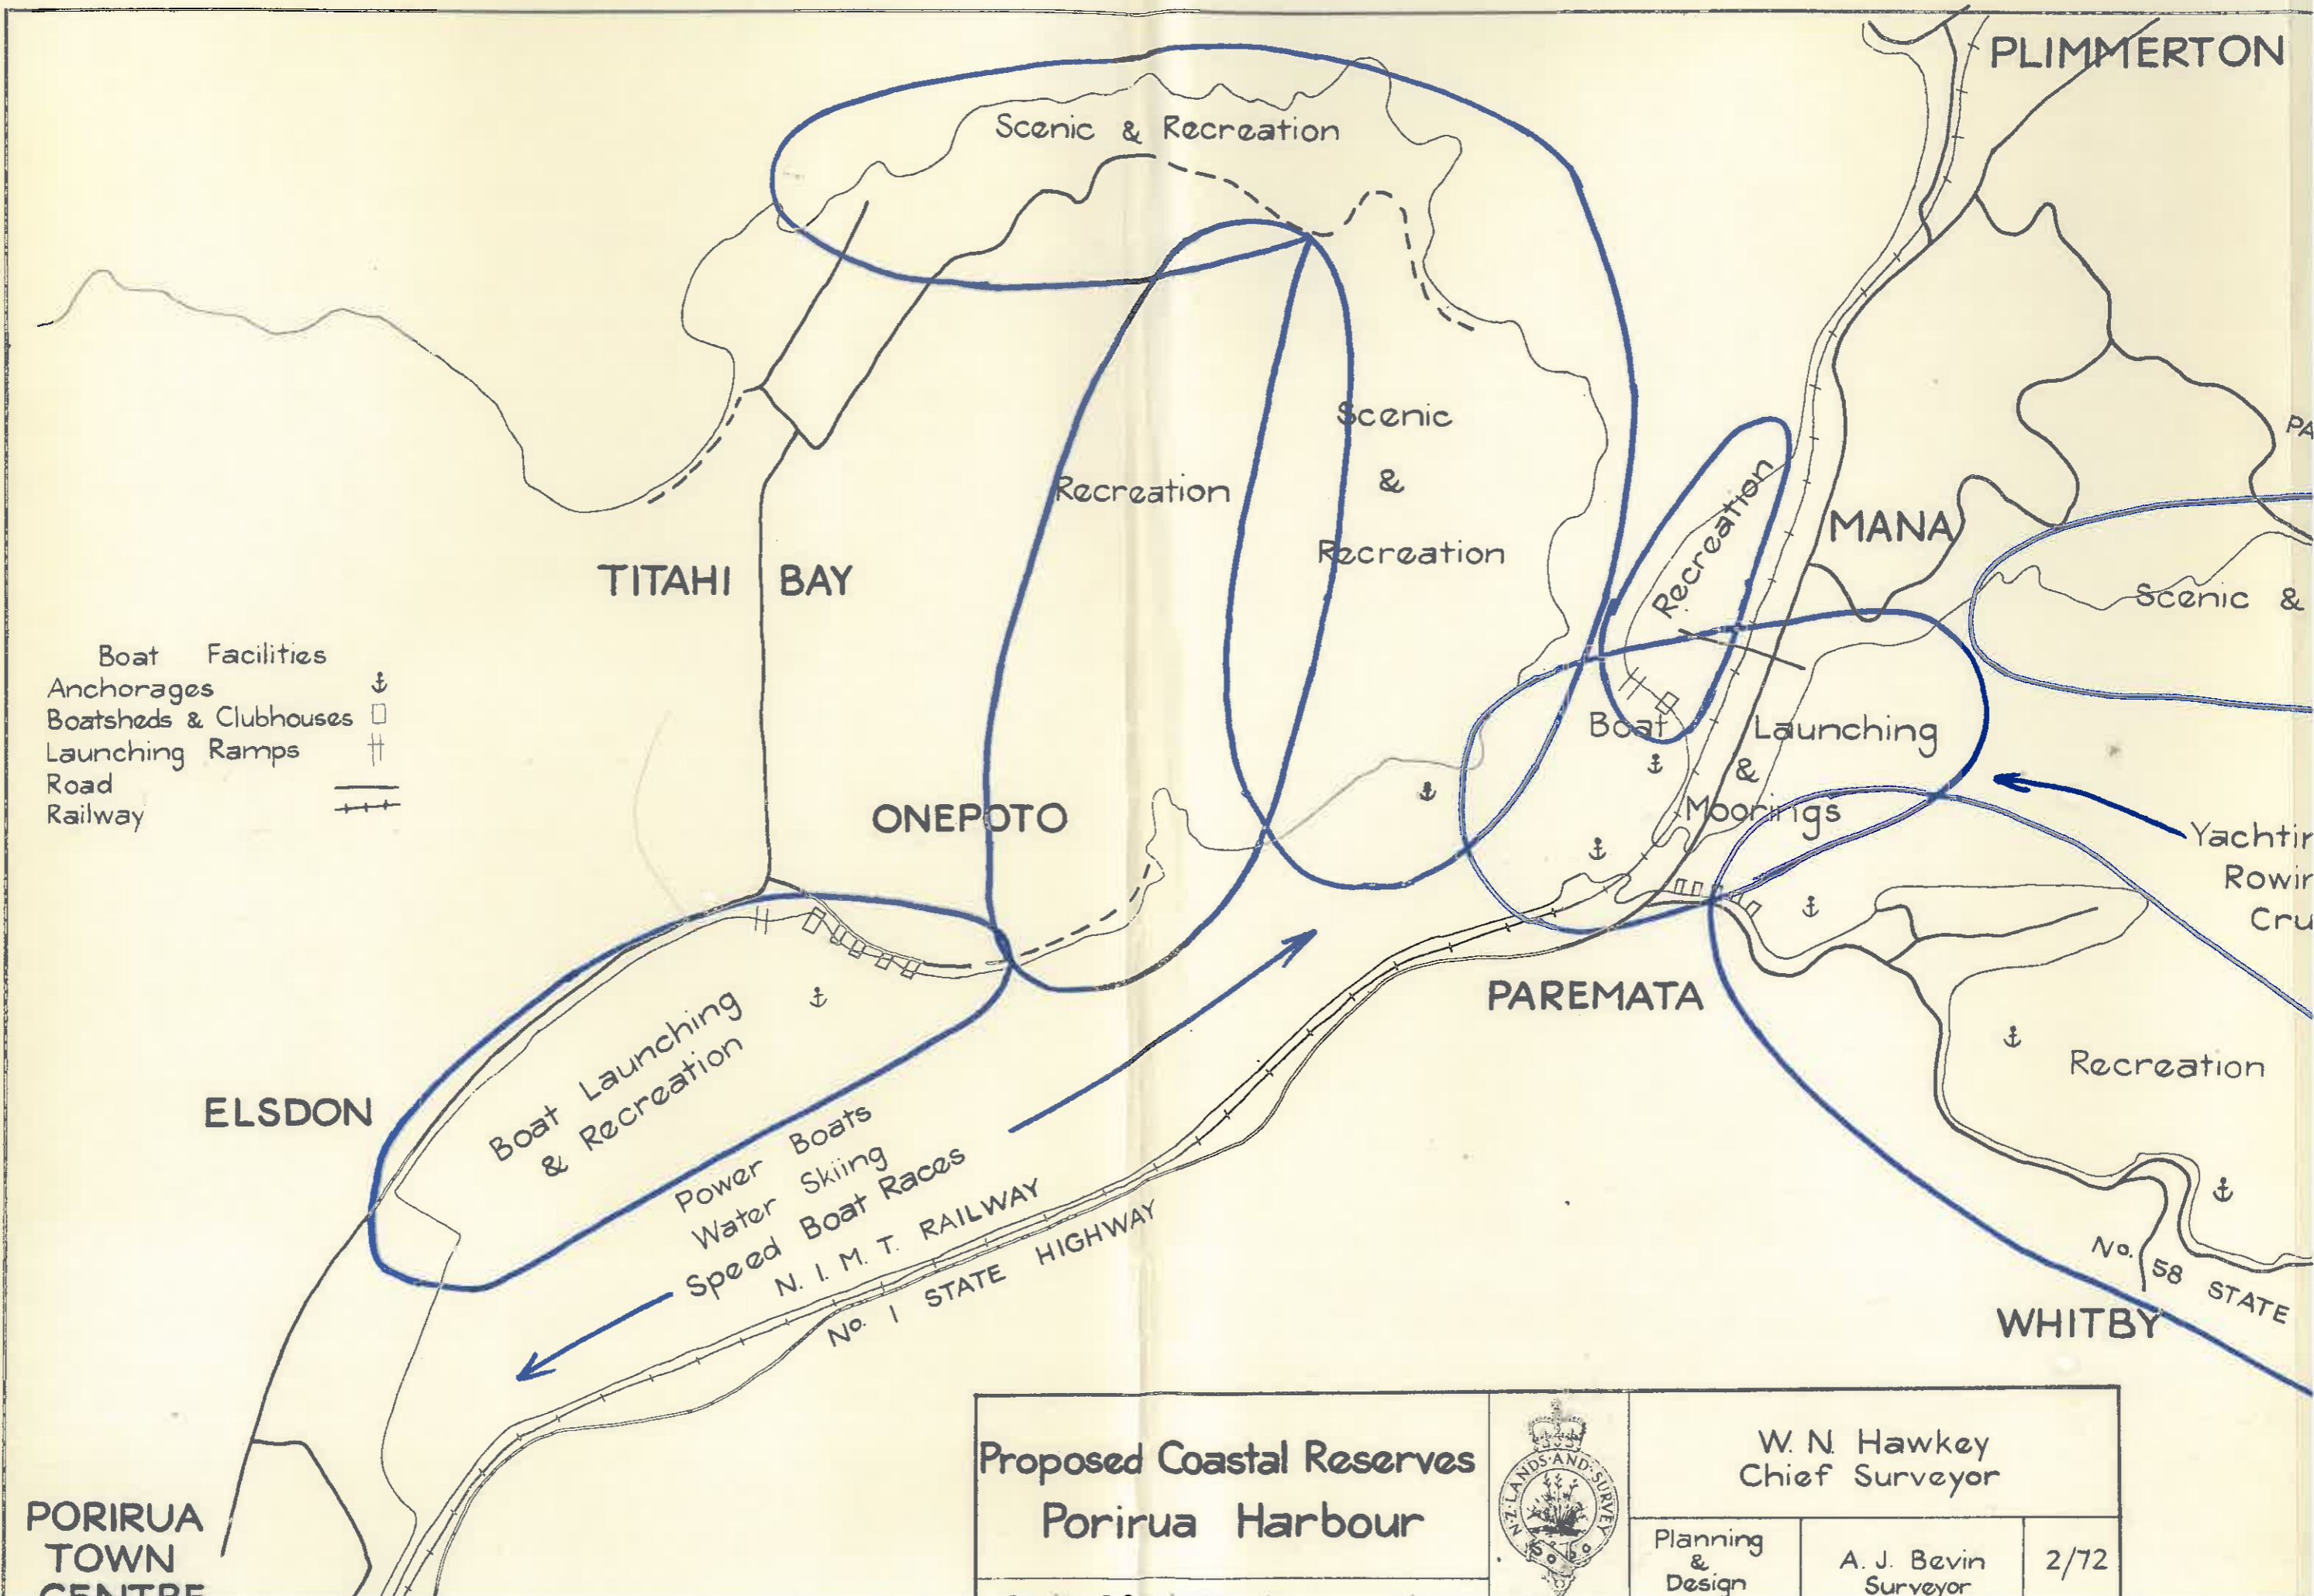 PLIMMERTON
Scenic & Recreation
Scenic
&
Recreation
Recreation
Recreation
MANA
Scenic &
TITAHI BAY
Boat Facilities
Anchorages
Boatsheds & Clubhouses
Launching Ramps
Road
Railway
Boat Launching
&
Moorings
ONEPOTO
PAREMATA
Recreation
ELSDON
Boat Launching
& Recreation
Power Boats
Water Skiing
Speed Boat Races
N. I. M. T. RAILWAY
No. 1 STATE HIGHWAY
No. 58 STATE
WHITBY
PORIRUA
TOWN
CENTRE
Proposed Coastal Reserves
Porirua Harbour
N·Z·LANDS·AND·SURVEY
W. N. Hawkey
Chief Surveyor
Planning
&
Design
A. J. Bevin
Surveyor
2/72